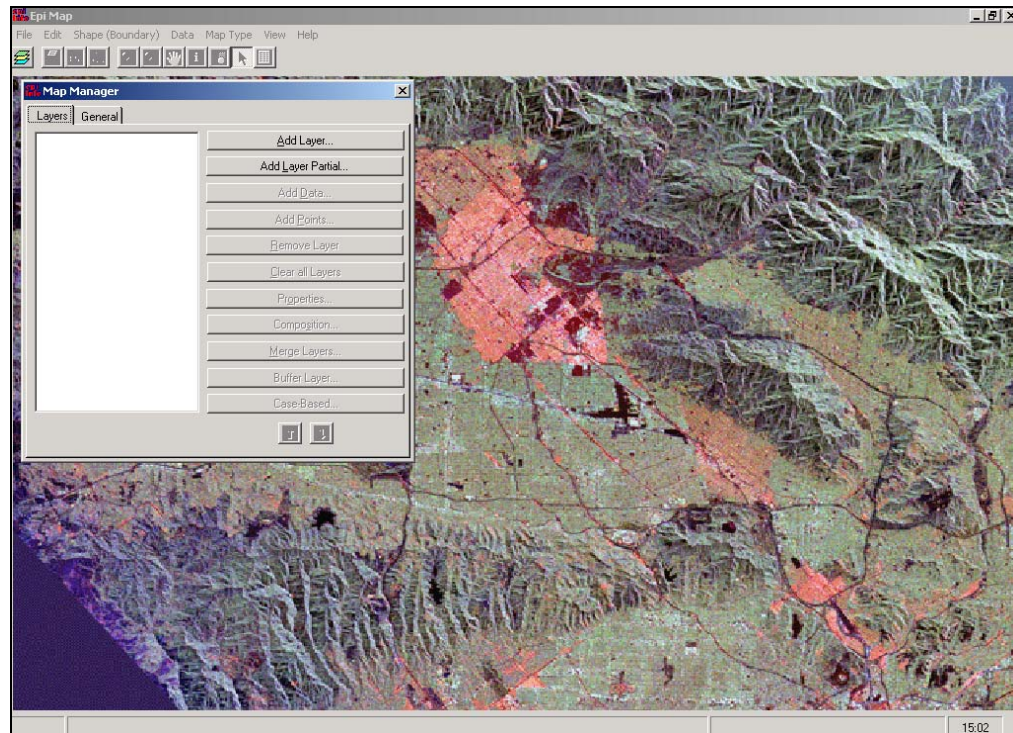 Epi Map
File Edit Shape (Boundary) Data Map Type View Help
Map Manager
Layers General
Add Layer...
Add Layer Partial...
Add Data...
Add Points...
Remove Layer
Clear all Layers
Properties...
Composition...
Merge Layers...
Buffer Layer...
Case-Based...
15:02